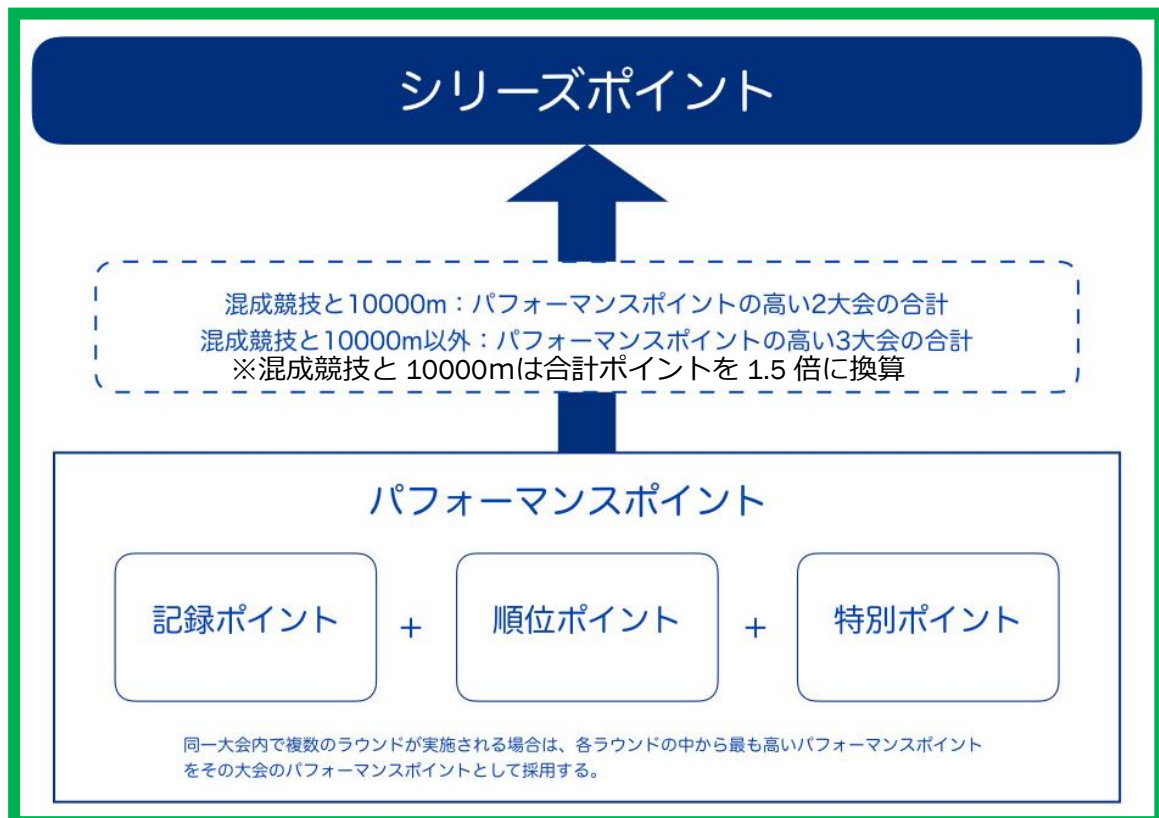 シリーズポイント
混成競技と10000m：パフォーマンスポイントの高い2大会の合計
混成競技と10000m以外：パフォーマンスポイントの高い3大会の合計
※混成競技と10000mは合計ポイントを1.5倍に換算
パフォーマンスポイント
記録ポイント + 順位ポイント + 特別ポイント
同一大会内で複数のラウンドが実施される場合は、各ラウンドの中から最も高いパフォーマンスポイント
をその大会のパフォーマンスポイントとして採用する。